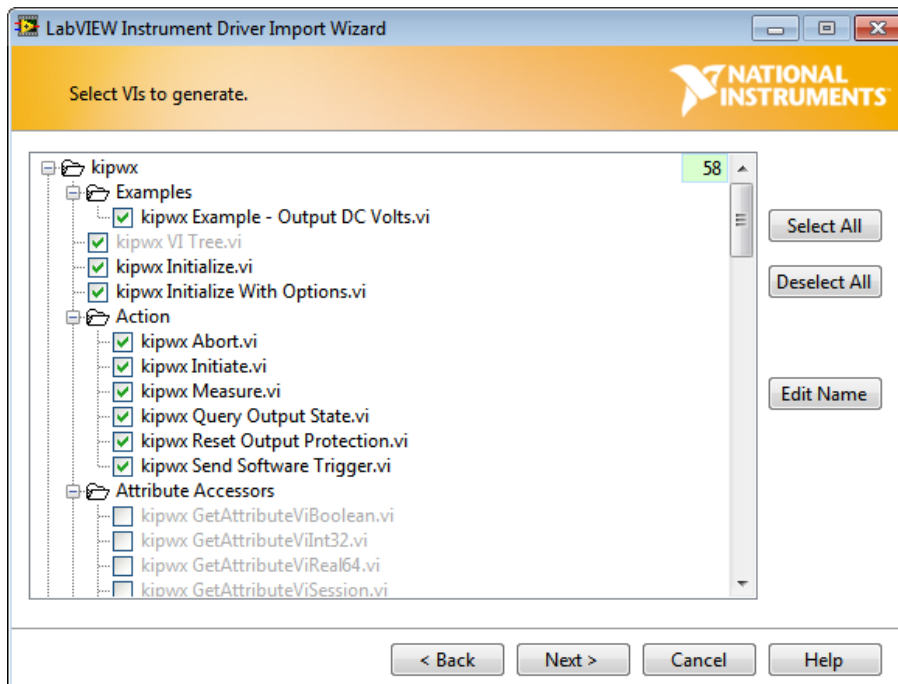 LabVIEW Instrument Driver Import Wizard
Select VIs to generate.
NATIONAL
INSTRUMENTS
kipwx 58
Examples
kipwx Example - Output DC Volts.vi
kipwx VI Tree.vi
kipwx Initialize.vi
kipwx Initialize With Options.vi
Action
kipwx Abort.vi
kipwx Initiate.vi
kipwx Measure.vi
kipwx Query Output State.vi
kipwx Reset Output Protection.vi
kipwx Send Software Trigger.vi
Attribute Accessors
kipwx GetAttributeViBoolean.vi
kipwx GetAttributeViInt32.vi
kipwx GetAttributeViReal64.vi
kipwx GetAttributeViSession.vi
Select All
Deselect All
Edit Name
< Back Next > Cancel Help